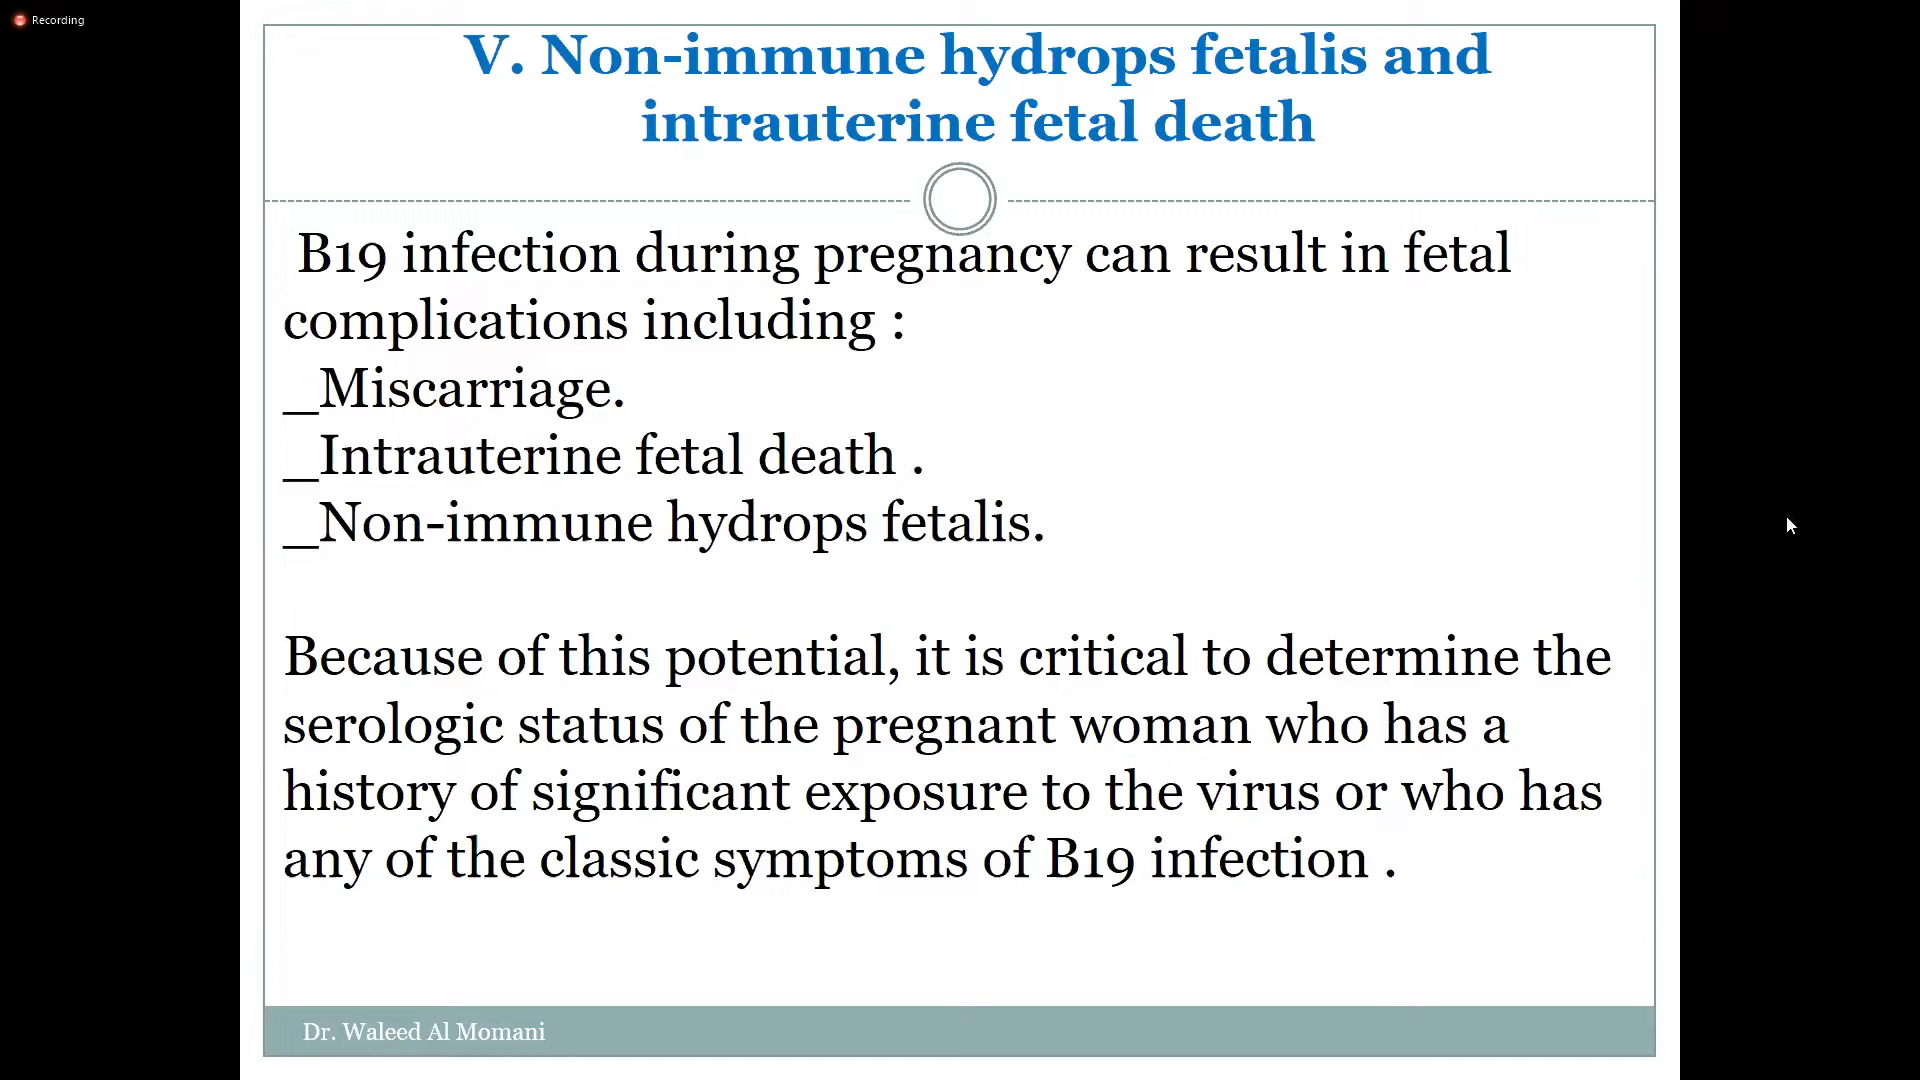 Recording
V. Non-immune hydrops fetalis and
intrauterine fetal death
B19 infection during pregnancy can result in fetal
complications including :
_Miscarriage.
_Intrauterine fetal death .
_Non-immune hydrops fetalis.
Because of this potential, it is critical to determine the
serologic status of the pregnant woman who has a
history of significant exposure to the virus or who has
any of the classic symptoms of B19 infection .
Dr. Waleed Al Momani